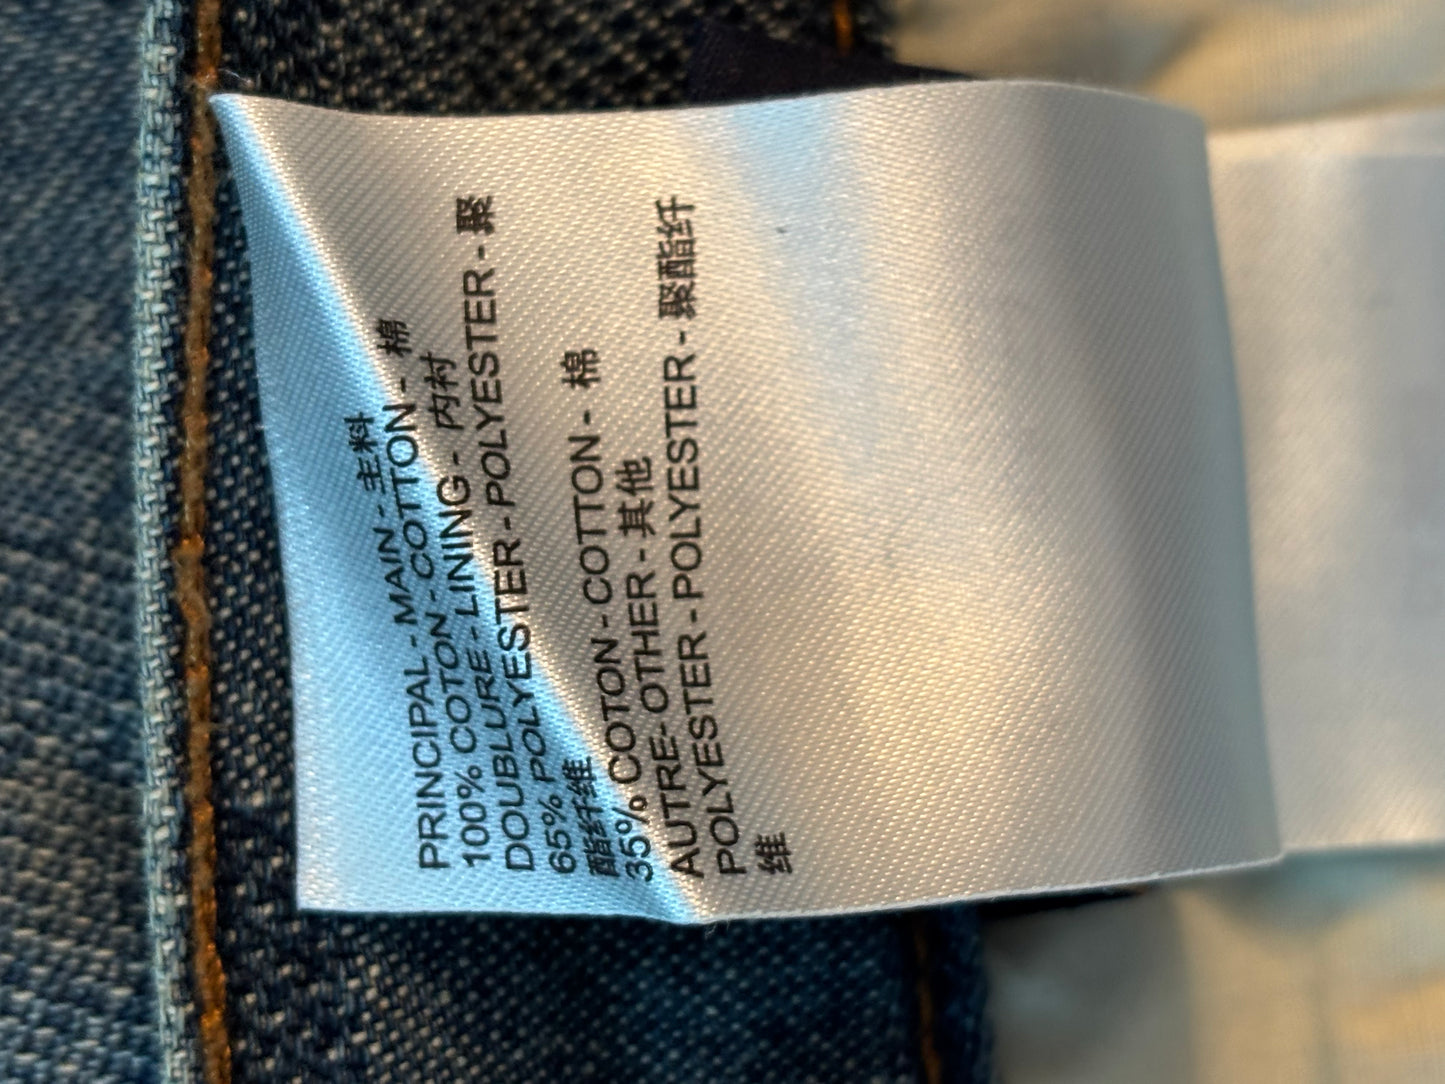 PRINCIPAL - MAIN - 主料
100% COTON - COTTON - 棉
DOUBLURE - LINING - 内衬
65% POLYESTER - POLYESTER - 聚
酯纤维
35% COTON - COTTON - 棉
AUTRE- OTHER - 其他
POLYESTER - POLYESTER - 聚酯纤
维